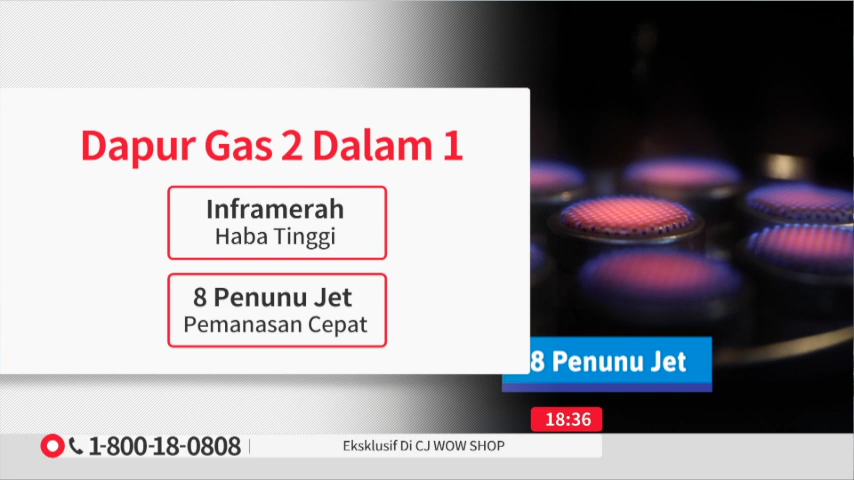 Dapur Gas 2 Dalam 1
Inframerah
Haba Tinggi
8 Penunu Jet
Pemanasan Cepat
8 Penunu Jet
18:36
1-800-18-0808
Eksklusif Di CJ WOW SHOP